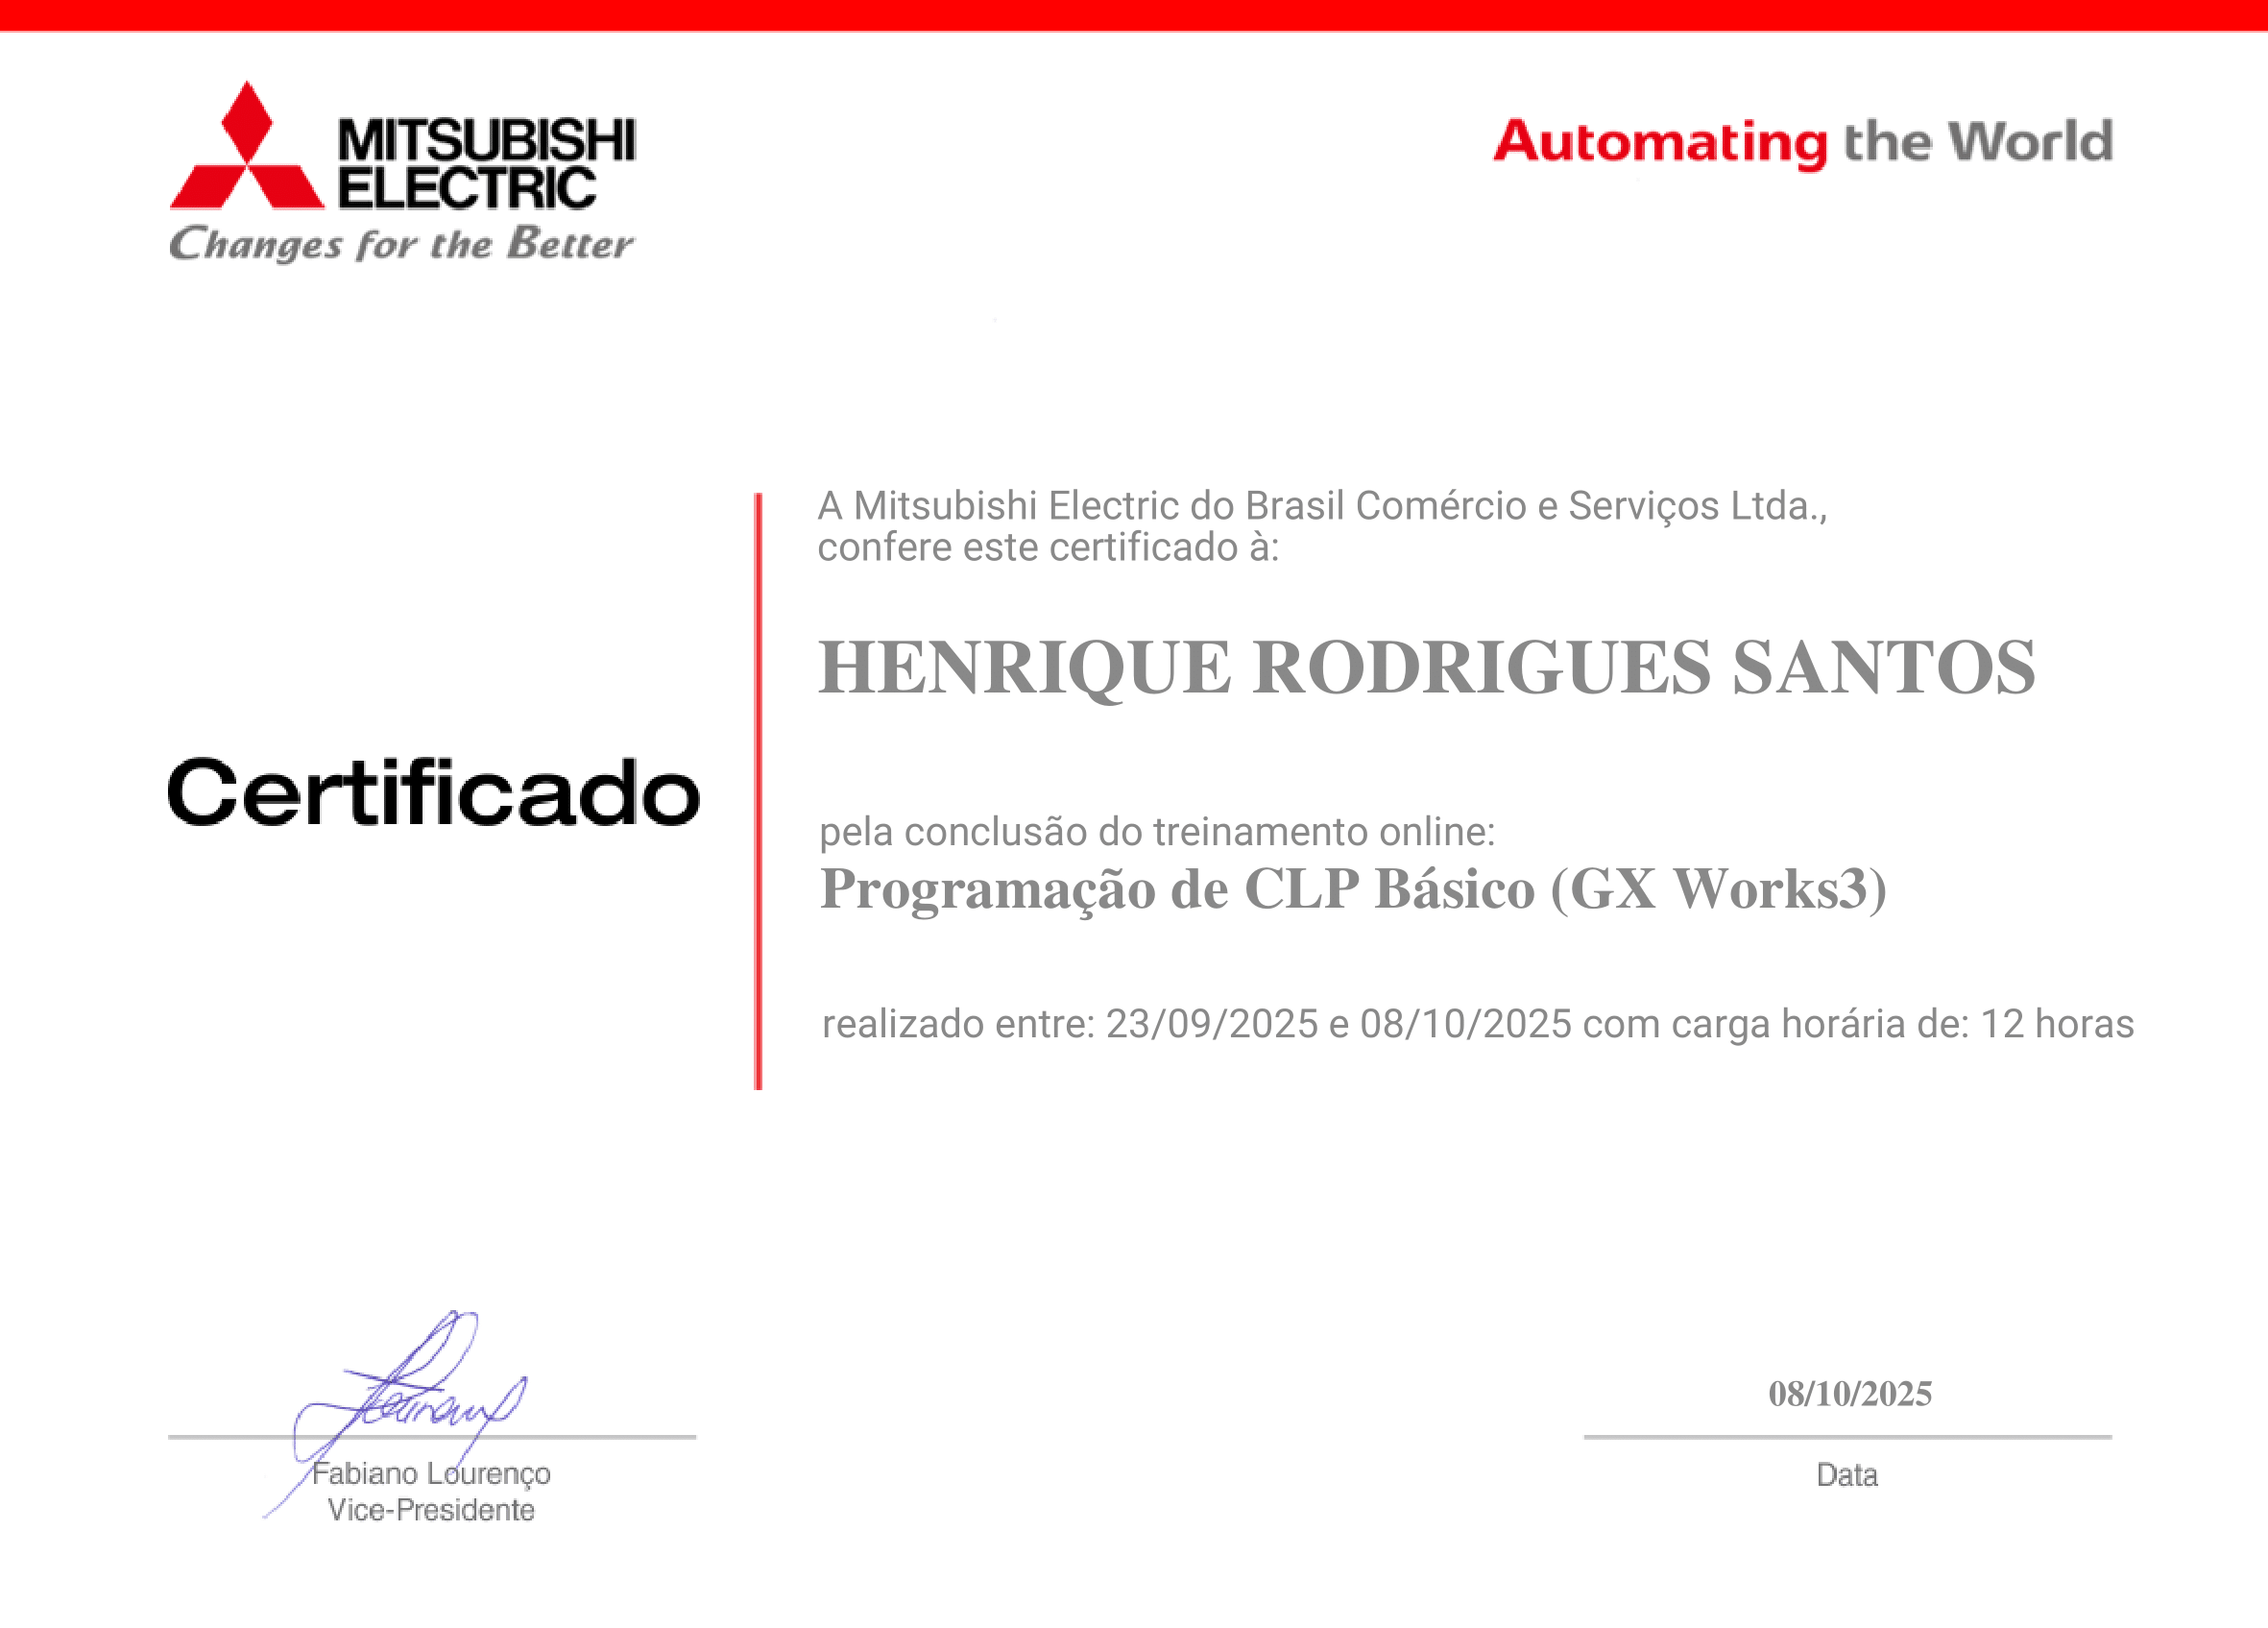 MITSUBISHI
ELECTRIC
Changes for the Better
Automating the World
A Mitsubishi Electric do Brasil Comércio e Serviços Ltda.,
confere este certificado à:
HENRIQUE RODRIGUES SANTOS
Certificado
pela conclusão do treinamento online:
Programação de CLP Básico (GX Works3)
realizado entre: 23/09/2025 e 08/10/2025 com carga horária de: 12 horas
08/10/2025
Fabiano Lourenço
Vice-Presidente
Data